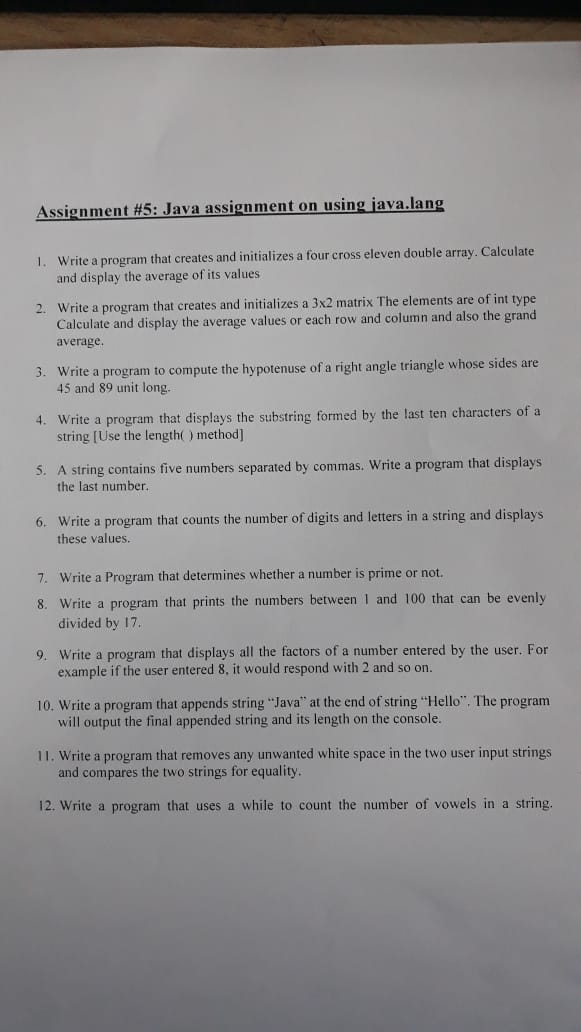 Assignment #5: Java assignment on using java.lang
1. Write a program that creates and initializes a four cross eleven double array. Calculate
and display the average of its values
2. Write a program that creates and initializes a 3x2 matrix The elements are of int type
Calculate and display the average values or each row and column and also the grand
average.
3. Write a program to compute the hypotenuse of a right angle triangle whose sides are
45 and 89 unit long.
4. Write a program that displays the substring formed by the last ten characters of a
string [Use the length( ) method]
5. A string contains five numbers separated by commas. Write a program that displays
the last number.
6. Write a program that counts the number of digits and letters in a string and displays
these values.
7. Write a Program that determines whether a number is prime or not.
8. Write a program that prints the numbers between 1 and 100 that can be evenly
divided by 17.
9. Write a program that displays all the factors of a number entered by the user. For
example if the user entered 8, it would respond with 2 and so on.
10. Write a program that appends string “Java” at the end of string “Hello”. The program
will output the final appended string and its length on the console.
11. Write a program that removes any unwanted white space in the two user input strings
and compares the two strings for equality.
12. Write a program that uses a while to count the number of vowels in a string.